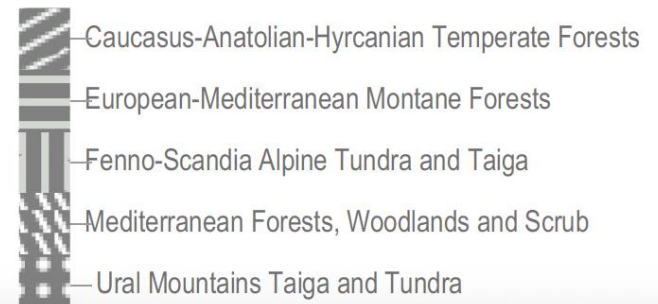 Caucasus-Anatolian-Hyrcanian Temperate Forests
European-Mediterranean Montane Forests
Fenno-Scandia Alpine Tundra and Taiga
Mediterranean Forests, Woodlands and Scrub
Ural Mountains Taiga and Tundra